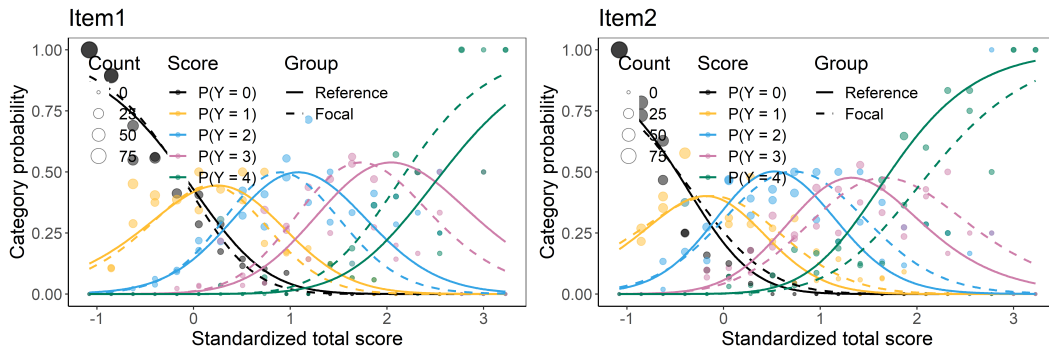 Item1
Category probability
1.00
0.75
0.50
0.25
0.00
Count
0
25
50
75
Score
P(Y = 0)
P(Y = 1)
P(Y = 2)
P(Y = 3)
P(Y = 4)
Group
Reference
Focal
-1
0
1
2
3
Standardized total score
Item2
Category probability
1.00
0.75
0.50
0.25
0.00
Count
0
25
50
75
Score
P(Y = 0)
P(Y = 1)
P(Y = 2)
P(Y = 3)
P(Y = 4)
Group
Reference
Focal
-1
0
1
2
3
Standardized total score